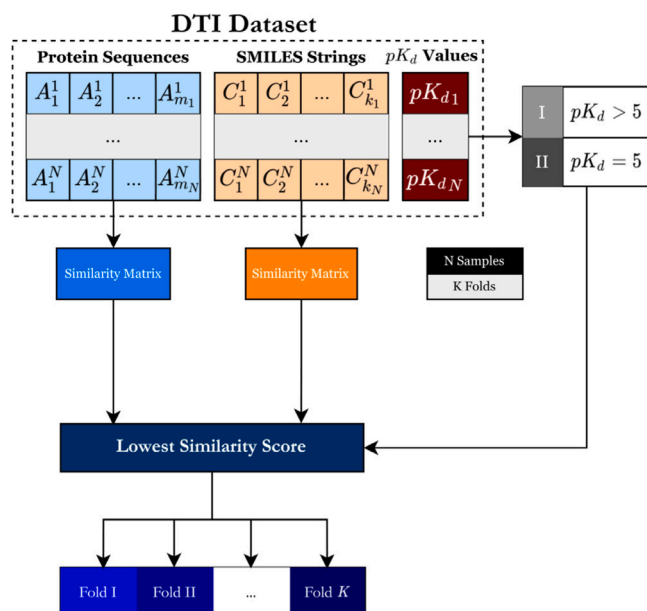 DTI Dataset
Protein Sequences SMILES Strings pK_d Values
A_1^1 A_2^1 ... A_{m_1}^1 C_1^1 C_2^1 ... C_{k_1}^1 pK_{d1}
... ... ...
A_1^N A_2^N ... A_{m_N}^N C_1^N C_2^N ... C_{k_N}^N pK_{dN}
I pK_d > 5
II pK_d = 5
Similarity Matrix Similarity Matrix
N Samples
K Folds
Lowest Similarity Score
Fold I Fold II ... Fold K